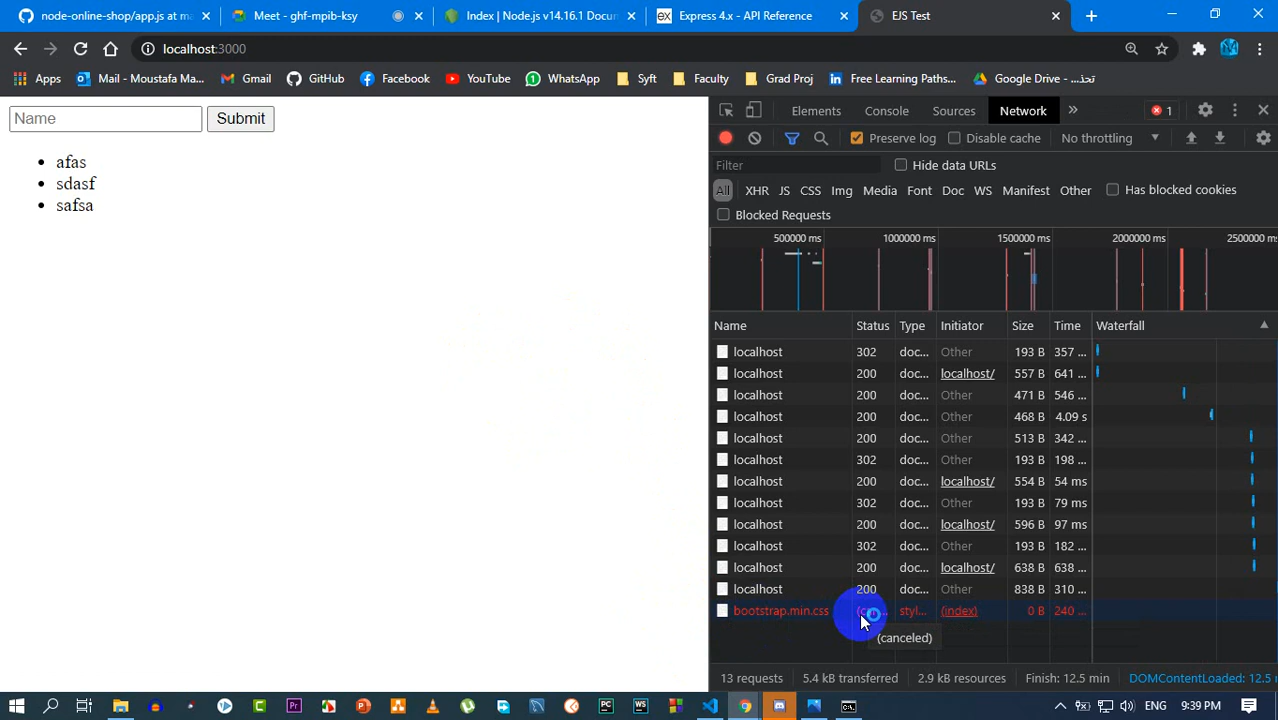 node-online-shop/app.js at ma
Meet - ghf-mpib-ksy
Index | Node.js v14.16.1 Docum
Express 4.x - API Reference
EJS Test
localhost:3000
Apps
Mail - Moustafa Ma...
Gmail
GitHub
Facebook
YouTube
WhatsApp
Syft
Faculty
Grad Proj
Free Learning Paths...
Google Drive - تخذ...
Name
Submit
afas
sdasf
safsa
Elements
Console
Sources
Network
1
Preserve log
Disable cache
No throttling
Filter
Hide data URLs
All
XHR
JS
CSS
Img
Media
Font
Doc
WS
Manifest
Other
Has blocked cookies
Blocked Requests
500000 ms
1000000 ms
1500000 ms
2000000 ms
2500000 ms
Name Status Type Initiator Size Time Waterfall
localhost 302 doc... Other 193 B 357 ...
localhost 200 doc... localhost/ 557 B 641 ...
localhost 200 doc... Other 471 B 546 ...
localhost 200 doc... Other 468 B 4.09 s
localhost 200 doc... Other 513 B 342 ...
localhost 302 doc... Other 193 B 198 ...
localhost 200 doc... localhost/ 554 B 54 ms
localhost 302 doc... Other 193 B 79 ms
localhost 200 doc... localhost/ 596 B 97 ms
localhost 302 doc... Other 193 B 182 ...
localhost 200 doc... localhost/ 638 B 638 ...
localhost 200 doc... Other 838 B 310 ...
bootstrap.min.css (ca... styl... (index) 0 B 240 ...
(canceled)
13 requests
5.4 kB transferred
2.9 kB resources
Finish: 12.5 min
DOMContentLoaded: 12.5
ENG
9:39 PM